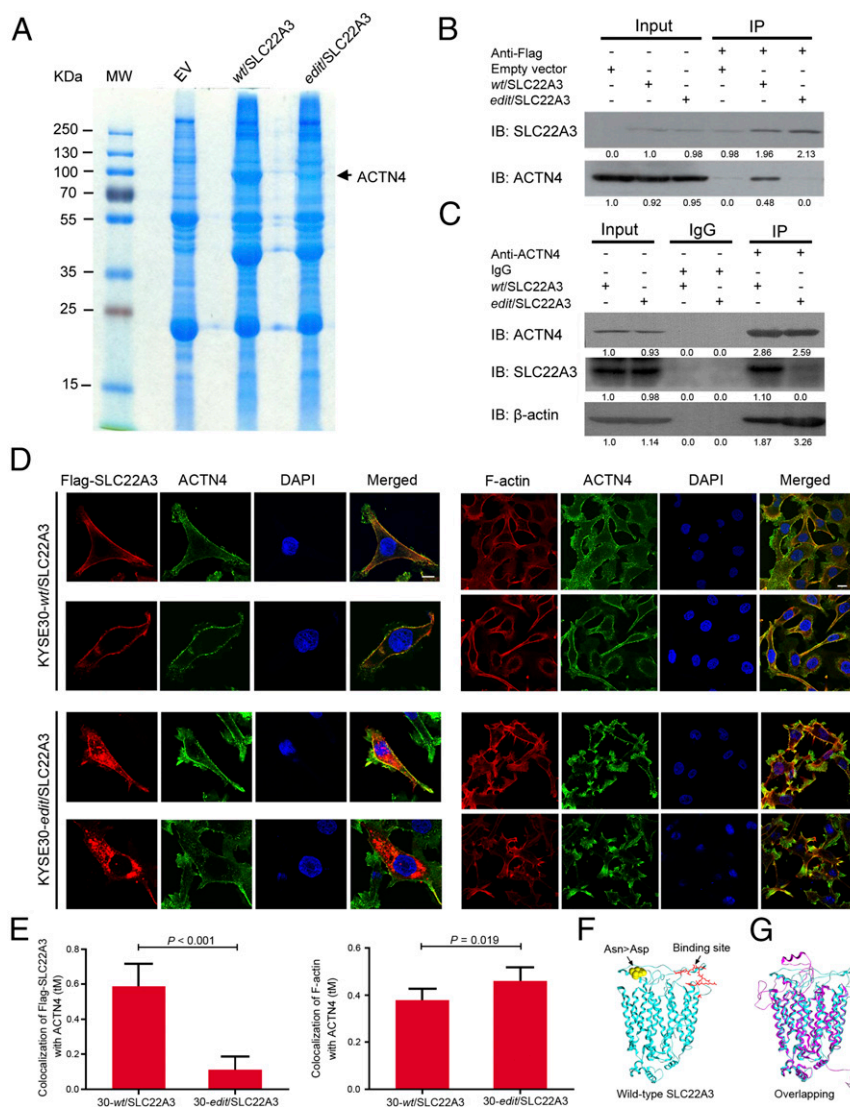 A
KDa MW EV wt/SLC22A3 edit/SLC22A3
250
130
100
70
55
35
25
15
ACTN4
B
Input IP
Anti-Flag - - - + + +
Empty vector + - - + - -
wt/SLC22A3 - + - - + -
edit/SLC22A3 - - + - - +
IB: SLC22A3
0.0 1.0 0.98 0.98 1.96 2.13
IB: ACTN4
1.0 0.92 0.95 0.0 0.48 0.0
C
Input IgG IP
Anti-ACTN4 - - - - + +
IgG - - + + - -
wt/SLC22A3 + - + - + -
edit/SLC22A3 - + - + - +
IB: ACTN4
1.0 0.93 0.0 0.0 2.86 2.59
IB: SLC22A3
1.0 0.98 0.0 0.0 1.10 0.0
IB: β-actin
1.0 1.14 0.0 0.0 1.87 3.26
D
Flag-SLC22A3 ACTN4 DAPI Merged F-actin ACTN4 DAPI Merged
KYSE30-wt/SLC22A3
KYSE30-edit/SLC22A3
E
Colocalization of Flag-SLC22A3
with ACTN4 (tM)
0.8
0.6
0.4
0.2
0.0
P < 0.001
30-wt/SLC22A3 30-edit/SLC22A3
Colocalization of F-actin
with ACTN4 (tM)
0.6
0.4
0.2
0.0
P = 0.019
30-wt/SLC22A3 30-edit/SLC22A3
F
Asn>Asp Binding site
Wild-type SLC22A3
G
Overlapping